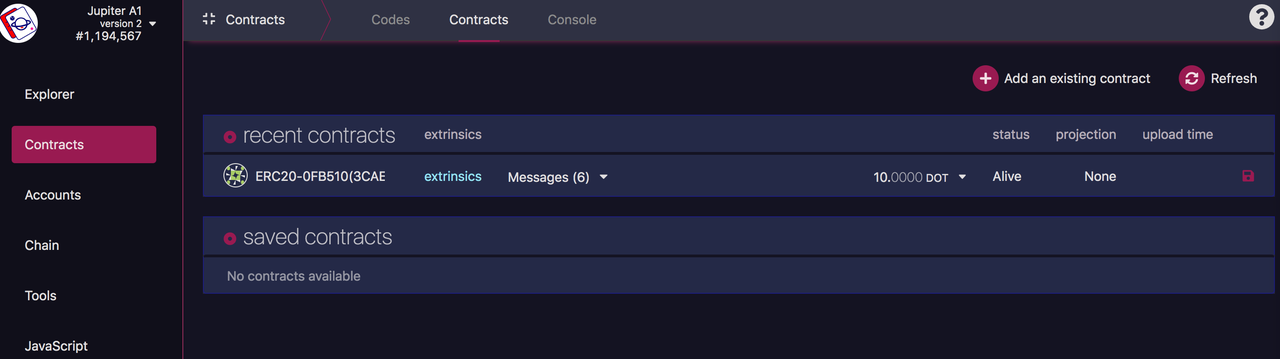 Jupiter A1
version 2
#1,194,567
Explorer
Contracts
Accounts
Chain
Tools
JavaScript
Contracts
Codes
Contracts
Console
?
Add an existing contract
Refresh
recent contracts extrinsics status projection upload time
ERC20-0FB510(3CAE extrinsics Messages (6) 10.0000 DOT Alive None
saved contracts
No contracts available